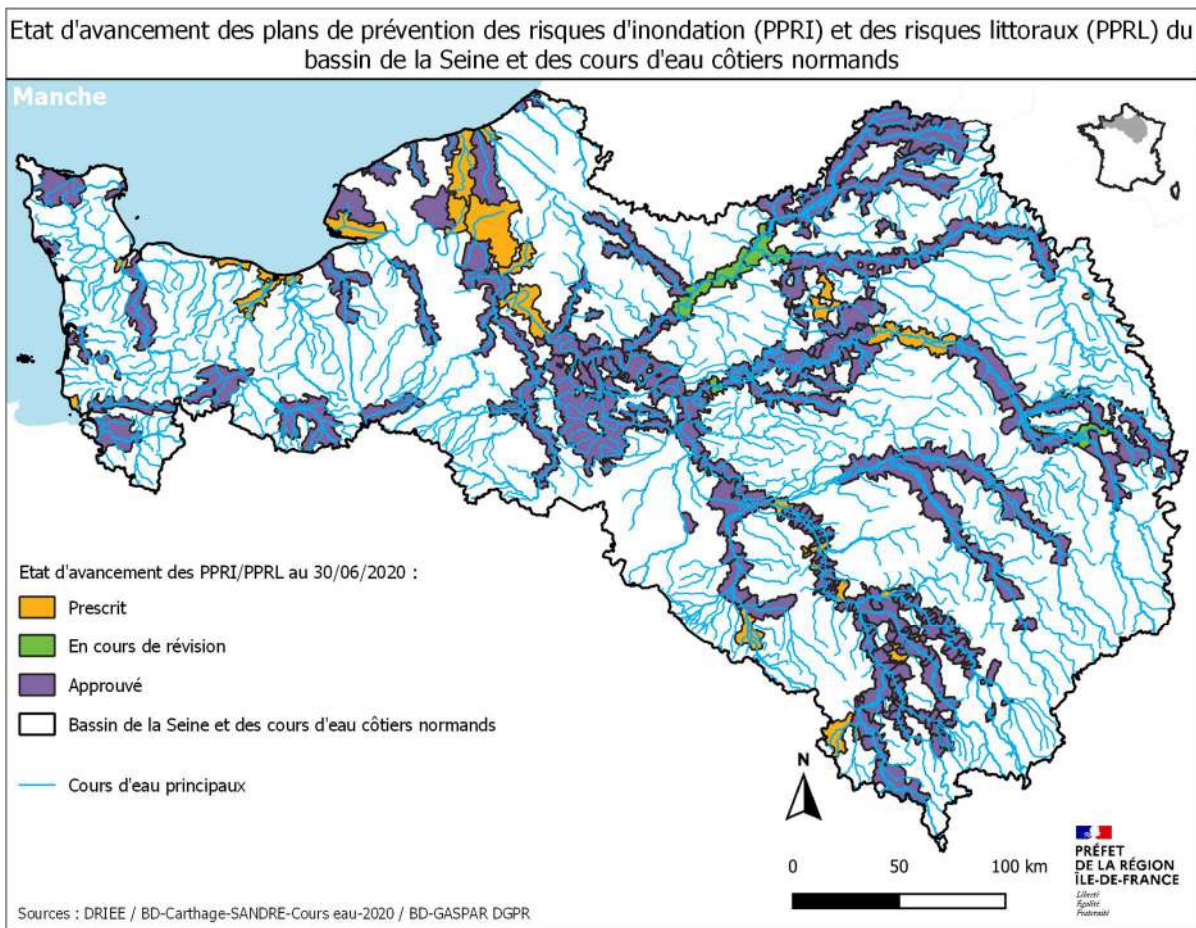 Etat d'avancement des plans de prévention des risques d'inondation (PPRI) et des risques littoraux (PPRL) du
bassin de la Seine et des cours d'eau côtiers normands
Manche
Etat d'avancement des PPRI/PPRL au 30/06/2020 :
Prescrit
En cours de révision
Approuvé
Bassin de la Seine et des cours d'eau côtiers normands
Cours d'eau principaux
N
0 50 100 km
PRÉFET
DE LA RÉGION
ÎLE-DE-FRANCE
Liberté
Égalité
Fraternité
Sources : DRIEE / BD-Carthage-SANDRE-Cours eau-2020 / BD-GASPAR DGPR